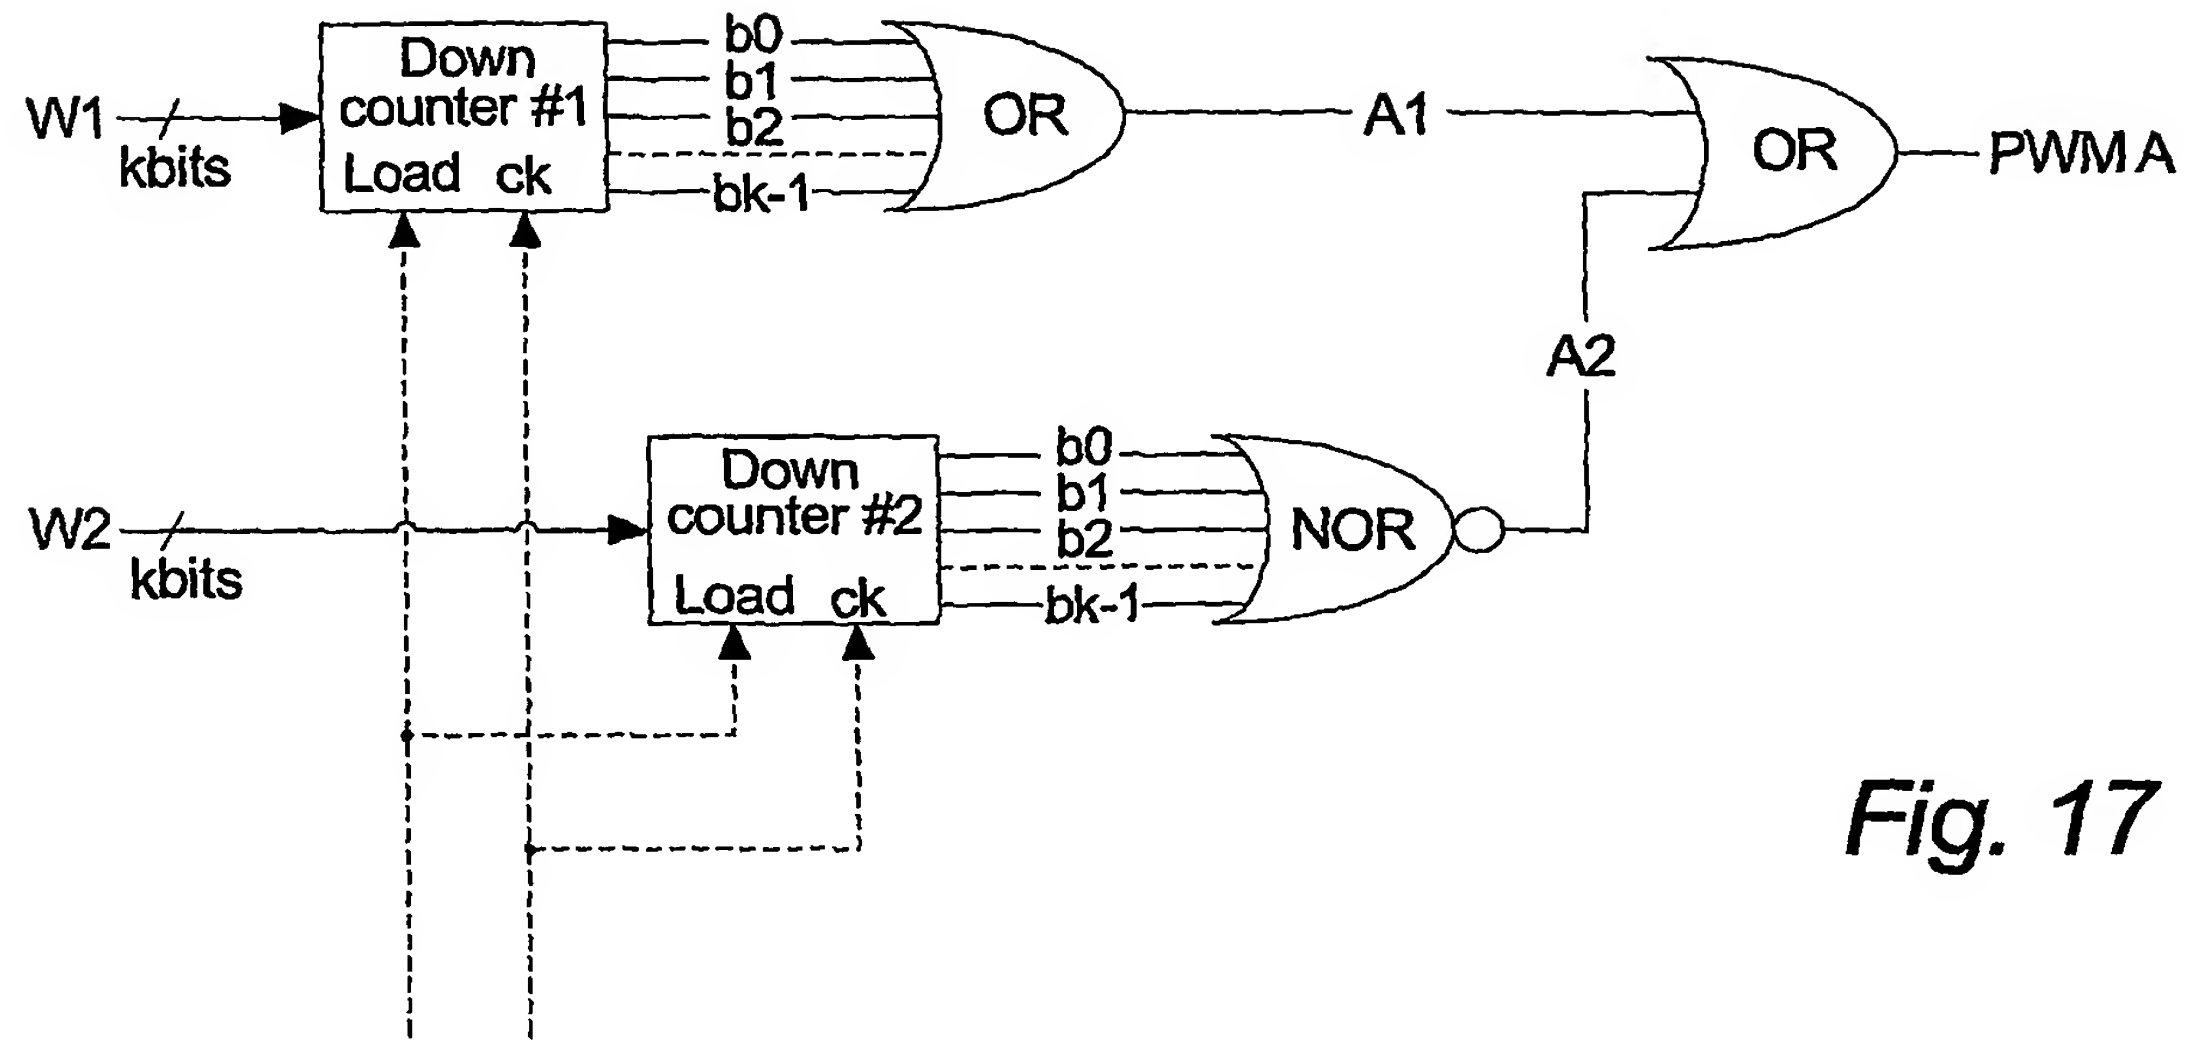 W1
kbits
Down
counter #1
Load ck
b0
b1
b2
bk-1
OR
A1
OR
PWM A
A2
W2
kbits
Down
counter #2
Load ck
b0
b1
b2
bk-1
NOR
Fig. 17